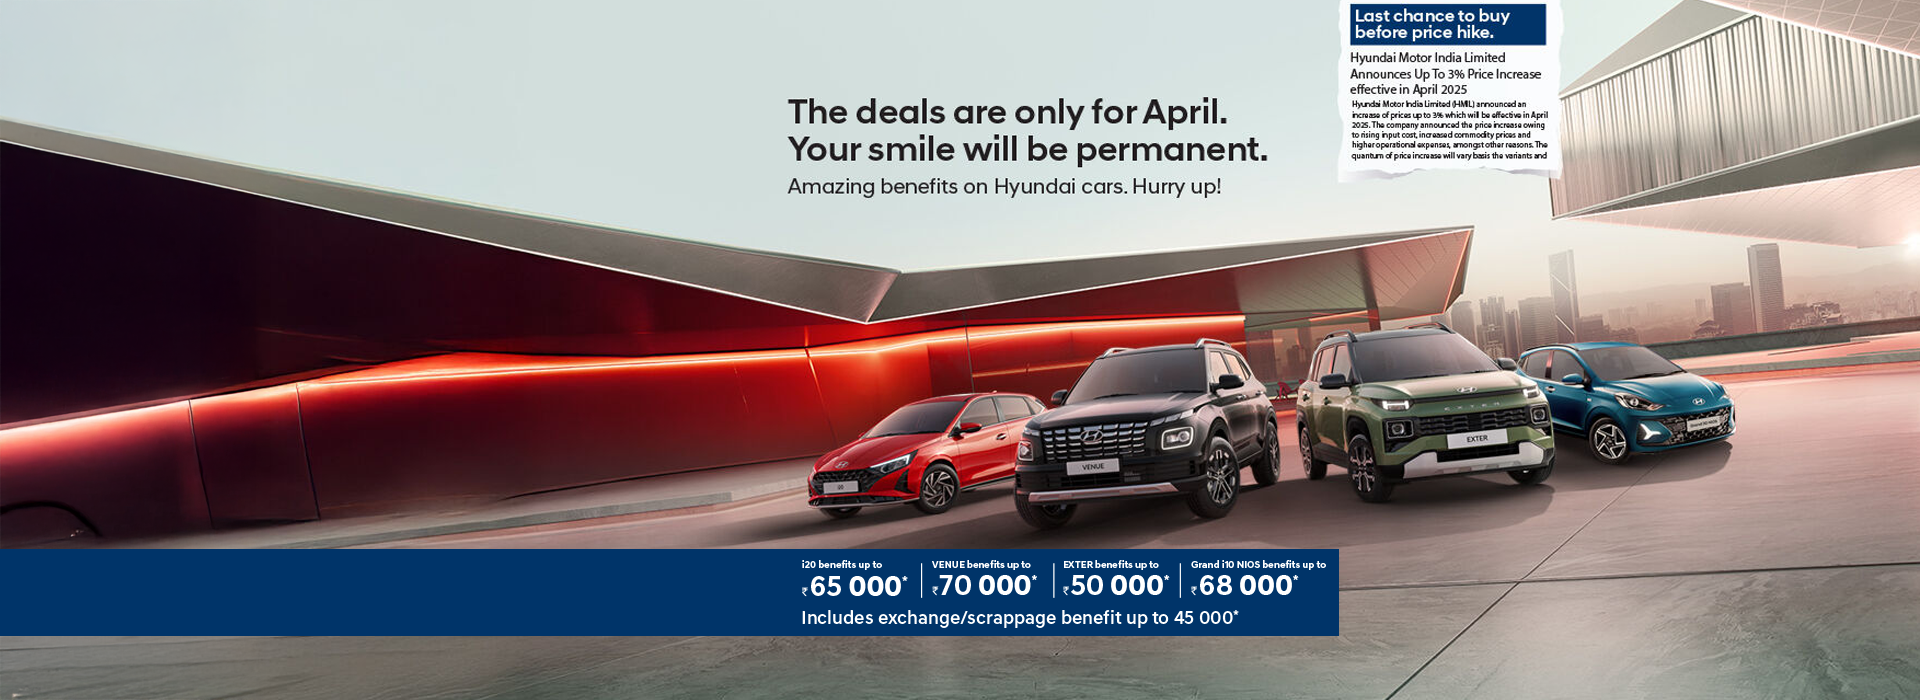 Last chance to buy
before price hike.
Hyundai Motor India Limited
Announces Up To 3% Price Increase
effective in April 2025
Hyundai Motor India Limited (HMIL) announced an
increase of prices up to 3% which will be effective in April
2025. The company announced the price increase owing
to rising input cost, increased commodity prices and
higher operational expenses, amongst other reasons. The
quantum of price increase will vary basis the variants and
The deals are only for April.
Your smile will be permanent.
Amazing benefits on Hyundai cars. Hurry up!
i20
VENUE
EXTER
EXTER
Grand i10 NIOS
i20 benefits up to
₹65 000*
VENUE benefits up to
₹70 000*
EXTER benefits up to
₹50 000*
Grand i10 NIOS benefits up to
₹68 000*
Includes exchange/scrappage benefit up to 45 000*